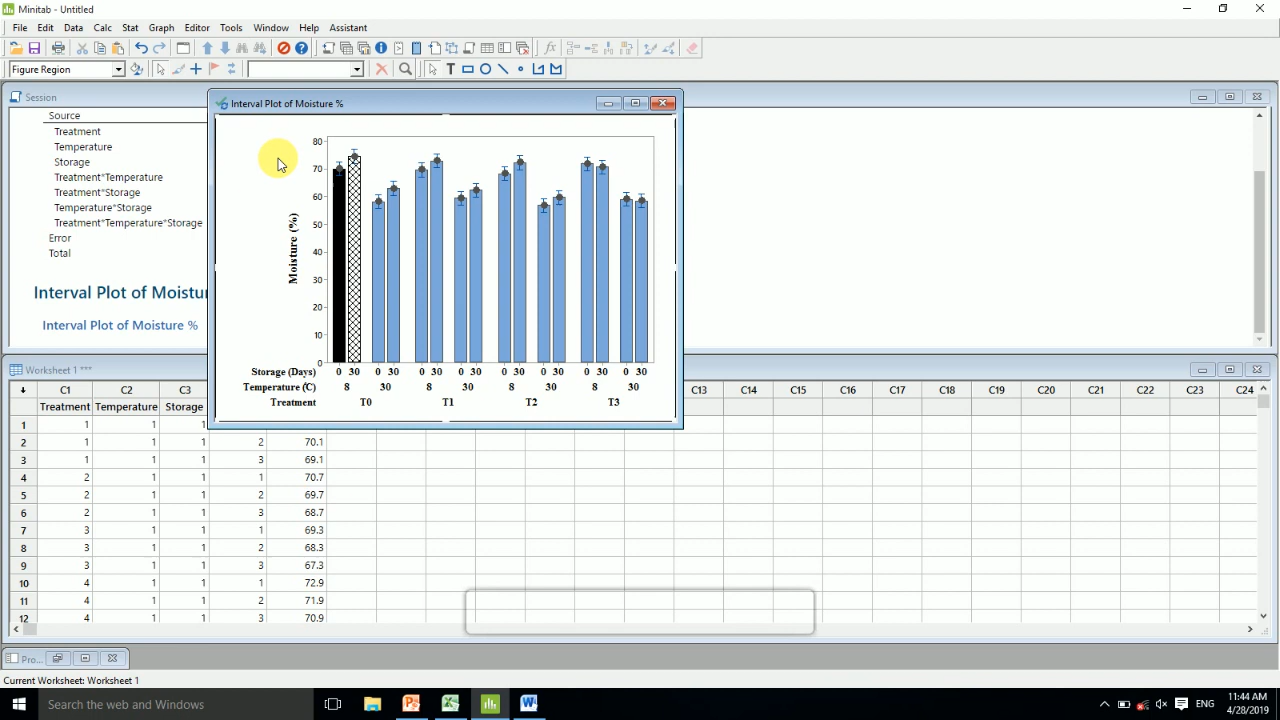 Minitab - Untitled
File Edit Data Calc Stat Graph Editor Tools Window Help Assistant
Figure Region
Session
Source
Treatment
Temperature
Storage
Treatment*Temperature
Treatment*Storage
Temperature*Storage
Treatment*Temperature*Storage
Error
Total
Interval Plot of Moistu
Interval Plot of Moisture %
Interval Plot of Moisture %
80
70
60
50
40
30
20
10
0
Moisture (%)
Storage (Days) 0 30 0 30 0 30 0 30 0 30 0 30 0 30 0 30
Temperature (̊C) 8 30 8 30 8 30 8 30
Treatment T0 T1 T2 T3
Worksheet 1 ***
C1 C2 C3 C13 C14 C15 C16 C17 C18 C19 C20 C21 C22 C23 C24
Treatment Temperature Storage
1 1 1 1
2 1 1 1 2 70.1
3 1 1 1 3 69.1
4 2 1 1 1 70.7
5 2 1 1 2 69.7
6 2 1 1 3 68.7
7 3 1 1 1 69.3
8 3 1 1 2 68.3
9 3 1 1 3 67.3
10 4 1 1 1 72.9
11 4 1 1 2 71.9
12 4 1 1 3 70.9
Pro...
Current Worksheet: Worksheet 1
Search the web and Windows
ENG
11:44 AM
4/28/2019